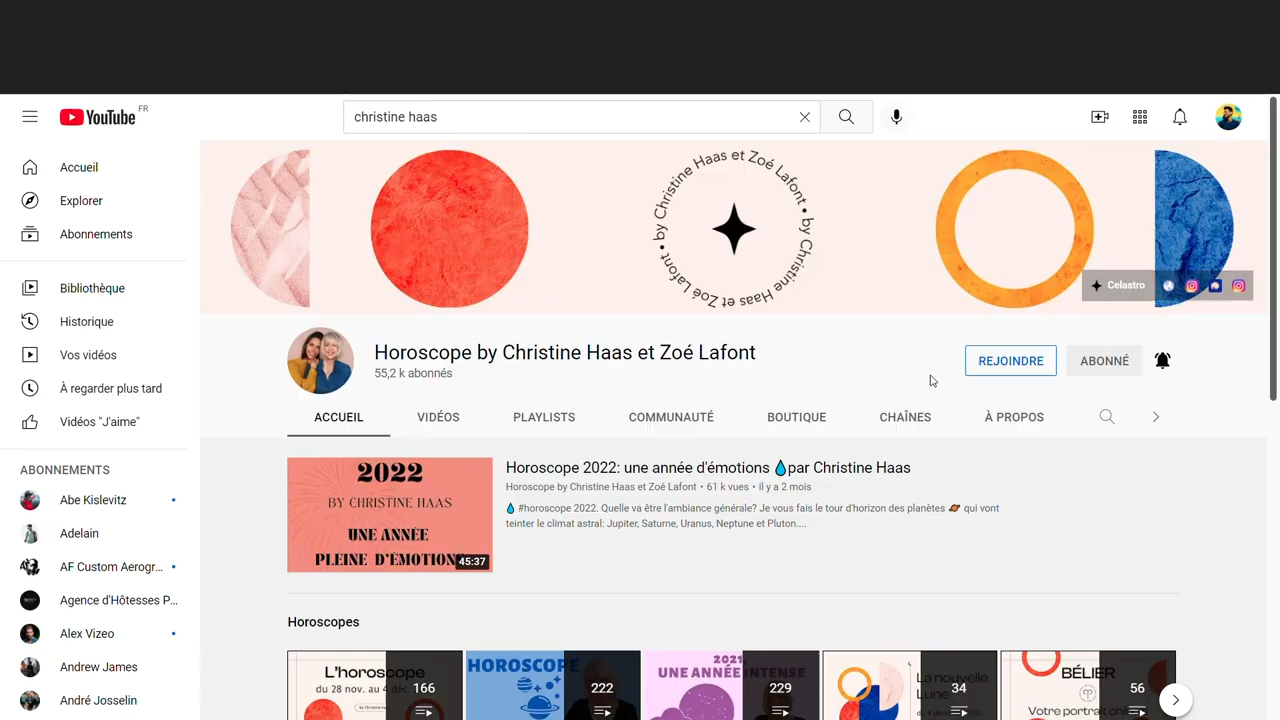 YouTube FR
christine haas
Accueil
Explorer
Abonnements
Bibliothèque
Historique
Vos vidéos
À regarder plus tard
Vidéos "J'aime"
ABONNEMENTS
Abe Kislevitz
Adelain
AF Custom Aerogr...
Agence d'Hôtesses P...
Alex Vizeo
Andrew James
André Josselin
by Christine Haas et Zoé Lafont • by Christine Haas et Zoé Lafont •
Celastro
Horoscope by Christine Haas et Zoé Lafont
55,2 k abonnés
REJOINDRE
ABONNÉ
ACCUEIL
VIDÉOS
PLAYLISTS
COMMUNAUTÉ
BOUTIQUE
CHAÎNES
À PROPOS
2022
BY CHRISTINE HAAS
UNE ANNÉE
PLEINE D'ÉMOTION
45:37
Horoscope 2022: une année d'émotions 💧par Christine Haas
Horoscope by Christine Haas et Zoé Lafont • 61 k vues • il y a 2 mois
💧 #horoscope 2022. Quelle va être l'ambiance générale? Je vous fais le tour d'horizon des planètes 🪐 qui vont
teinter le climat astral: Jupiter, Saturne, Uranus, Neptune et Pluton....
Horoscopes
L'horoscope
du 28 nov. au 4 déc.
166
HOROSCOPE
222
2021,
UNE ANNÉE INTENSE
229
La nouvelle
Lune
34
BÉLIER
Votre portrait
56